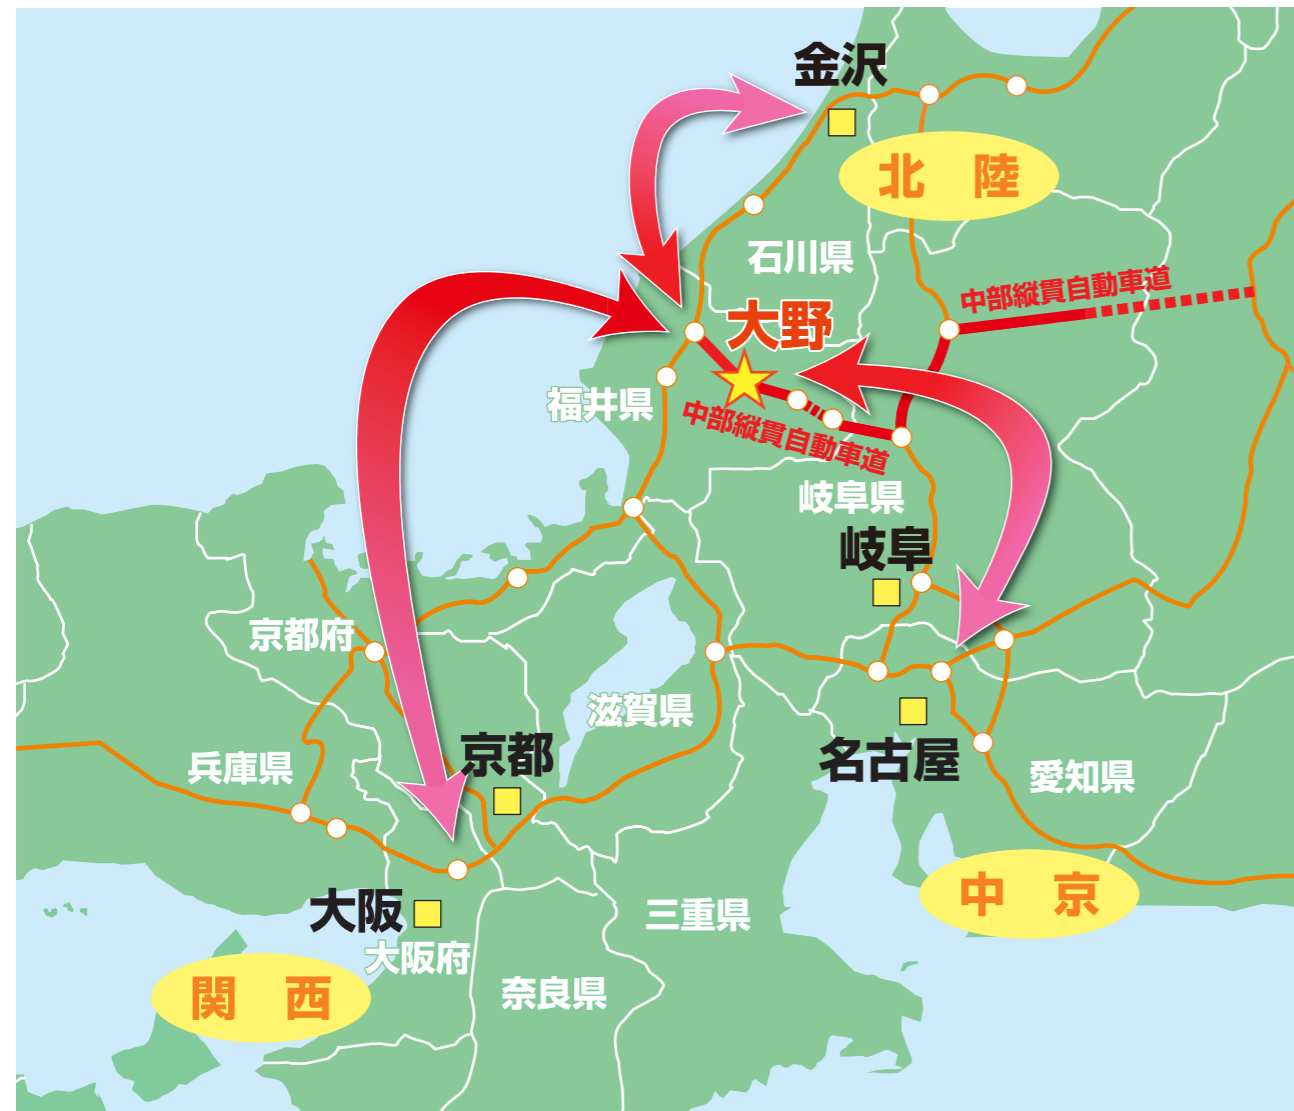 金沢
北 陸
石川県
中部縦貫自動車道
大野
福井県
中部縦貫自動車道
岐阜県
岐阜
京都府
滋賀県
京都
名古屋
兵庫県
愛知県
大阪
三重県
中 京
大阪府
関 西
奈良県